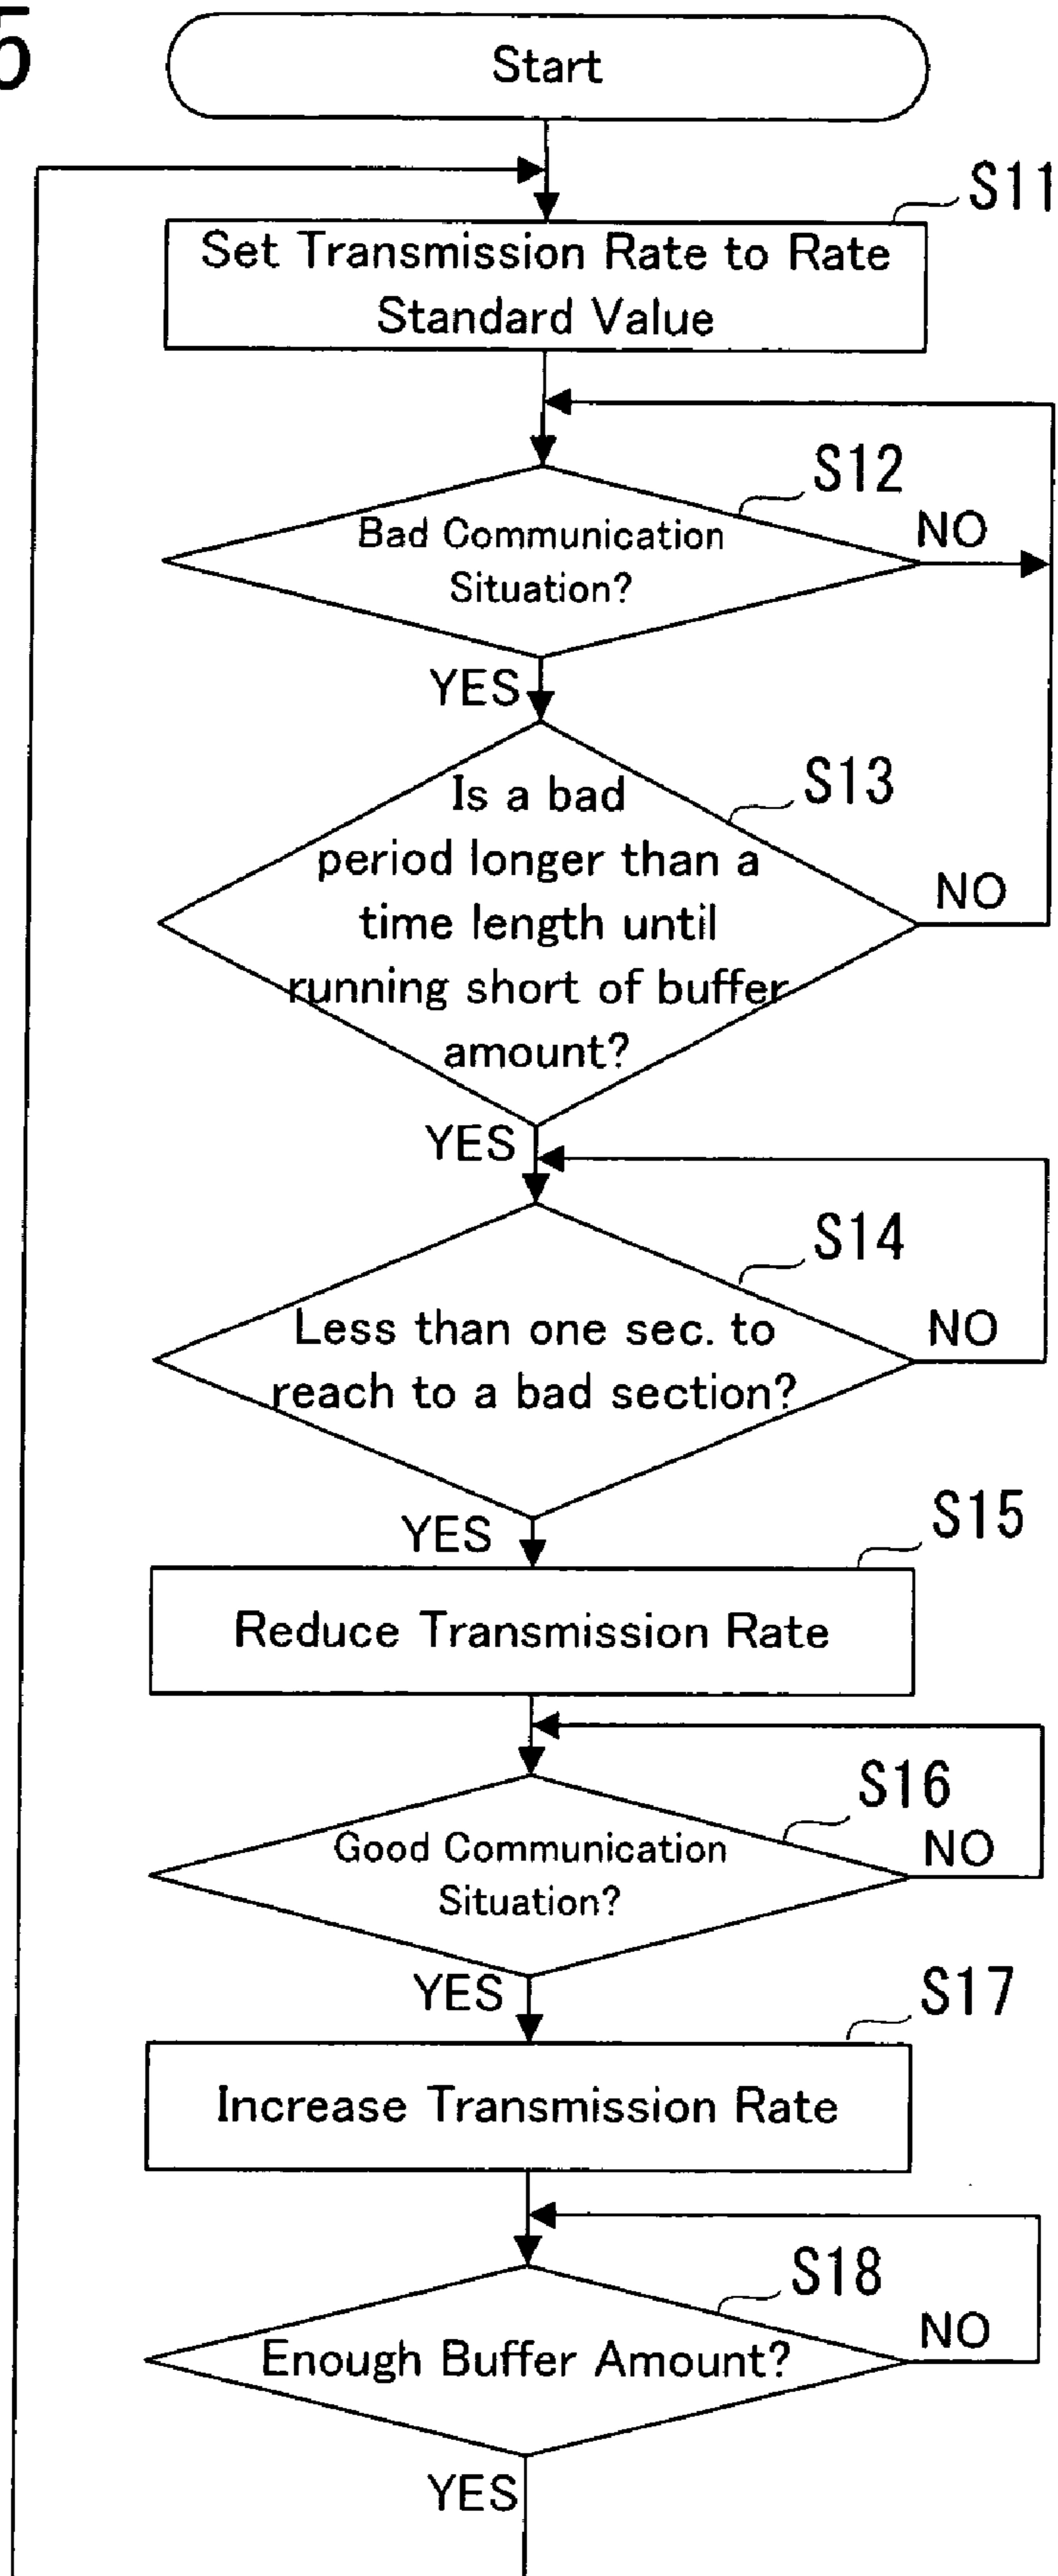 5
Start
S11
Set Transmission Rate to Rate
Standard Value
S12
Bad Communication
Situation?
NO
YES
S13
Is a bad
period longer than a
time length until
running short of buffer
amount?
NO
YES
S14
Less than one sec. to
reach to a bad section?
NO
YES
S15
Reduce Transmission Rate
S16
Good Communication
Situation?
NO
YES
S17
Increase Transmission Rate
S18
Enough Buffer Amount?
NO
YES